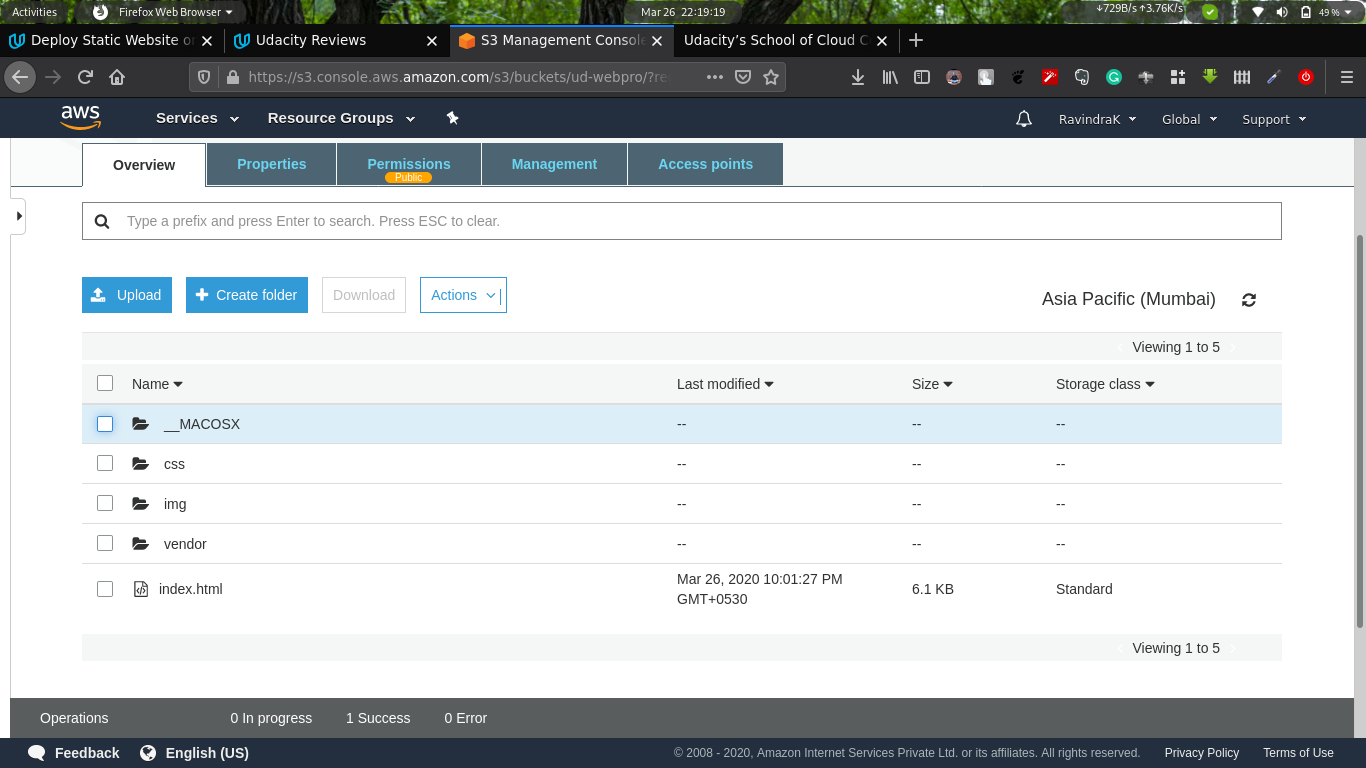 Activities Firefox Web Browser Mar 26 22:19:19 ↓729B/s ↑3.76K/s 49 %
Deploy Static Website on Udacity Reviews S3 Management Console Udacity's School of Cloud C
https://s3.console.aws.amazon.com/s3/buckets/ud-webpro/?re
aws Services Resource Groups RavindraK Global Support
Overview Properties Permissions Management Access points
Public
Type a prefix and press Enter to search. Press ESC to clear.
Upload Create folder Download Actions Asia Pacific (Mumbai)
Viewing 1 to 5
Name Last modified Size Storage class
__MACOSX -- -- --
css -- -- --
img -- -- --
vendor -- -- --
index.html Mar 26, 2020 10:01:27 PM 6.1 KB Standard
GMT+0530
Viewing 1 to 5
Operations 0 In progress 1 Success 0 Error
Feedback English (US) © 2008 - 2020, Amazon Internet Services Private Ltd. or its affiliates. All rights reserved. Privacy Policy Terms of Use